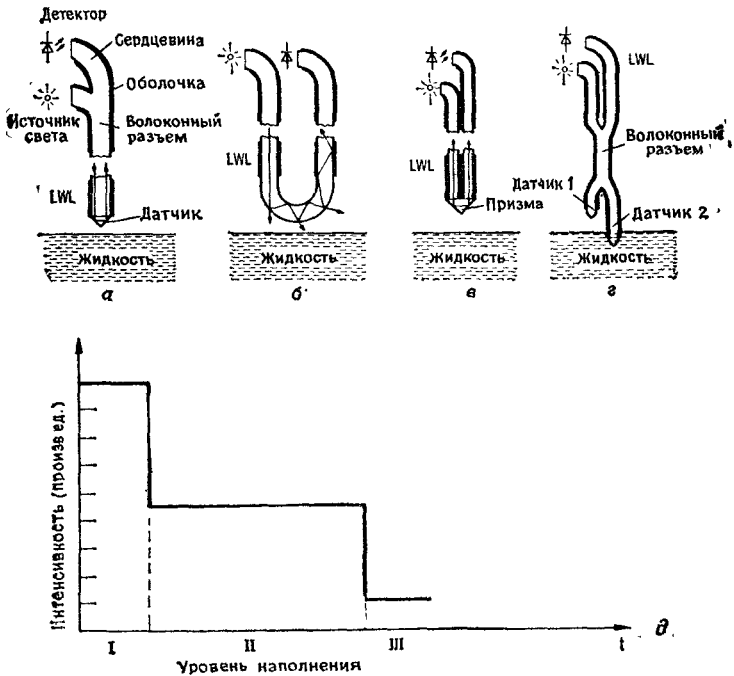 Детектор
Сердцевина
Оболочка
Источник
света
Волоконный
разъем
LWL
Датчик
Жидкость
а
LWL
Жидкость
б
LWL
Призма
Жидкость
в
LWL
Волоконный
разъем
Датчик 1
Датчик 2
Жидкость
г
Интенсивность (произв ед.)
I
II
III
t
д.
Уровень наполнения